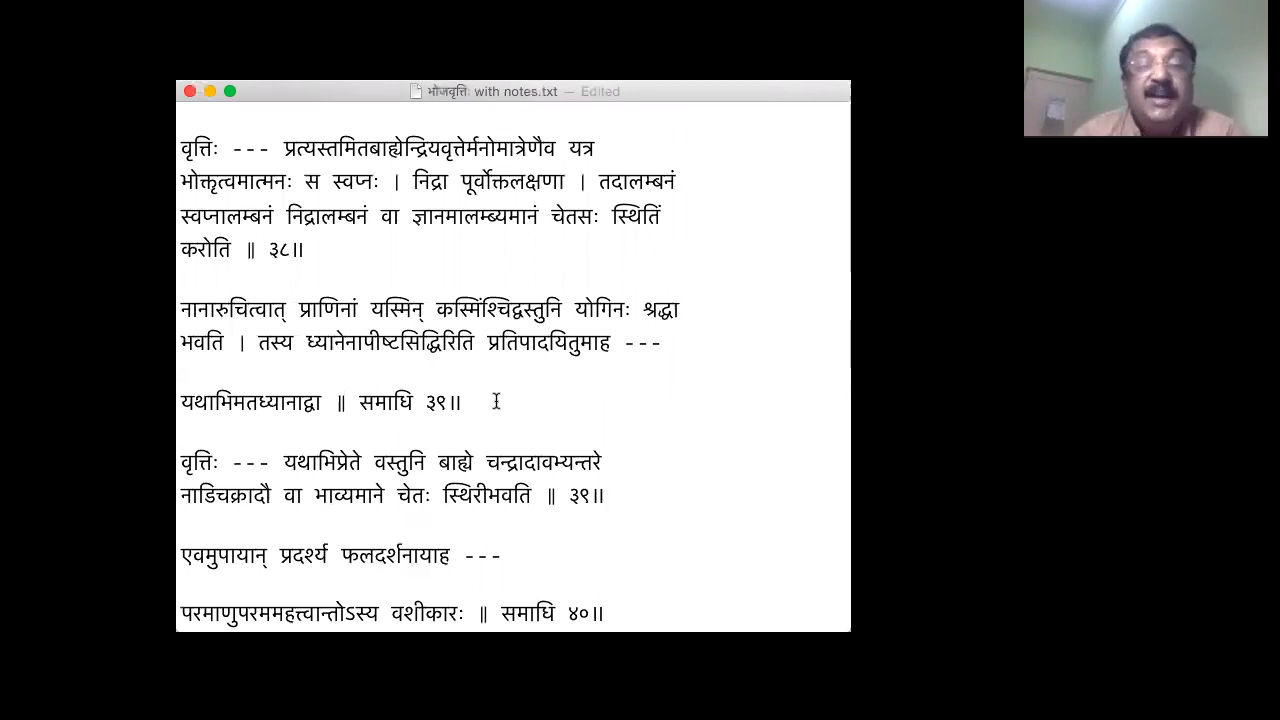 भोजवृत्ति with notes.txt — Edited
वृत्तिः --- प्रत्यस्तमितबाह्येन्द्रियवृत्तेर्मनोमात्रेणैव यत्र
भोक्तृत्वमात्मनः स स्वप्नः । निद्रा पूर्वोक्तलक्षणा । तदालम्बनं
स्वप्नालम्बनं निद्रालम्बनं वा ज्ञानमालम्ब्यमानं चेतसः स्थितिं
करोति ॥ ३८॥
नानारुचित्वात् प्राणिनां यस्मिन् कस्मिंश्चिद्वस्तुनि योगिनः श्रद्धा
भवति । तस्य ध्यानेनापीष्टसिद्धिरिति प्रतिपादयितुमाह ---
यथाभिमतध्यानाद्वा ॥ समाधि ३९॥
वृत्तिः --- यथाभिप्रेते वस्तुनि बाह्ये चन्द्रादावभ्यन्तरे
नाडिचक्रादौ वा भाव्यमाने चेतः स्थिरीभवति ॥ ३९॥
एवमुपायान् प्रदर्श्य फलदर्शनायाह ---
परमाणुपरममहत्त्वान्तोऽस्य वशीकारः ॥ समाधि ४०॥